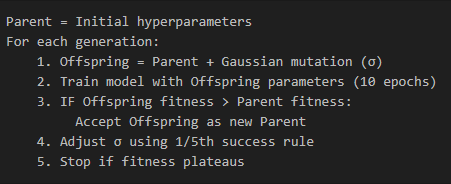 Parent = Initial hyperparameters
For each generation:
    1. Offspring = Parent + Gaussian mutation (σ)
    2. Train model with Offspring parameters (10 epochs)
    3. IF Offspring fitness > Parent fitness:
         Accept Offspring as new Parent
    4. Adjust σ using 1/5th success rule
    5. Stop if fitness plateaus